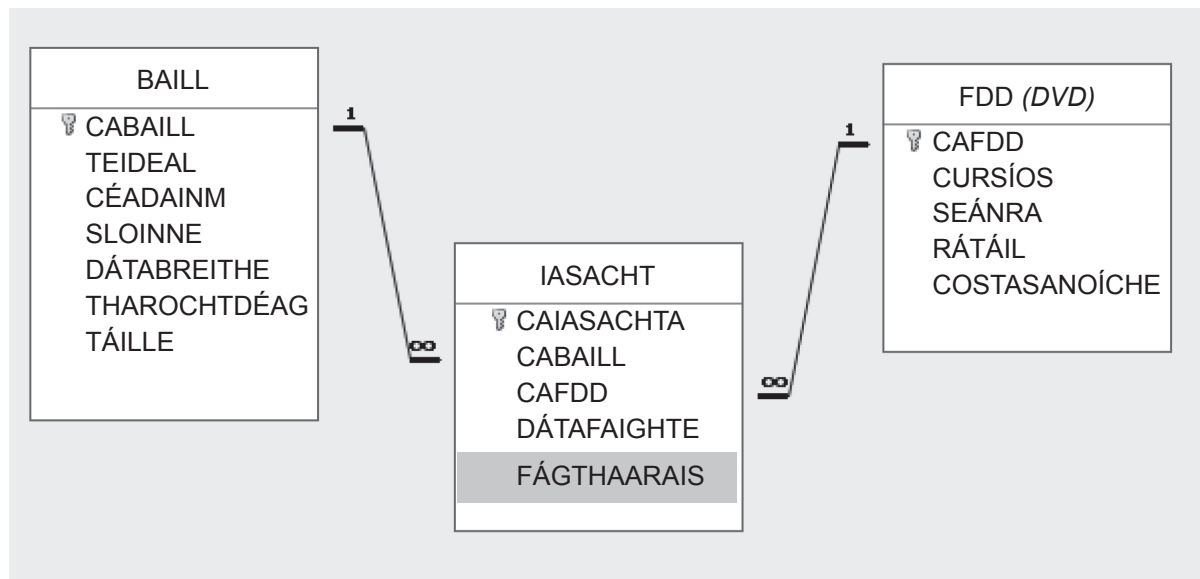 BAILL
CABAILL
TEIDEAL
CÉADAINM
SLOINNE
DÁTABREITHE
THAROCHTDÉAG
TÁILLE
1
∞
IASACHT
CAIASACHTA
CABAILL
CAFDD
DÁTAFAIGHTE
FÁGTHAARAIS
1
∞
FDD (DVD)
CAFDD
CURSÍOS
SEÁNRA
RÁTÁIL
COSTASANOÍCHE